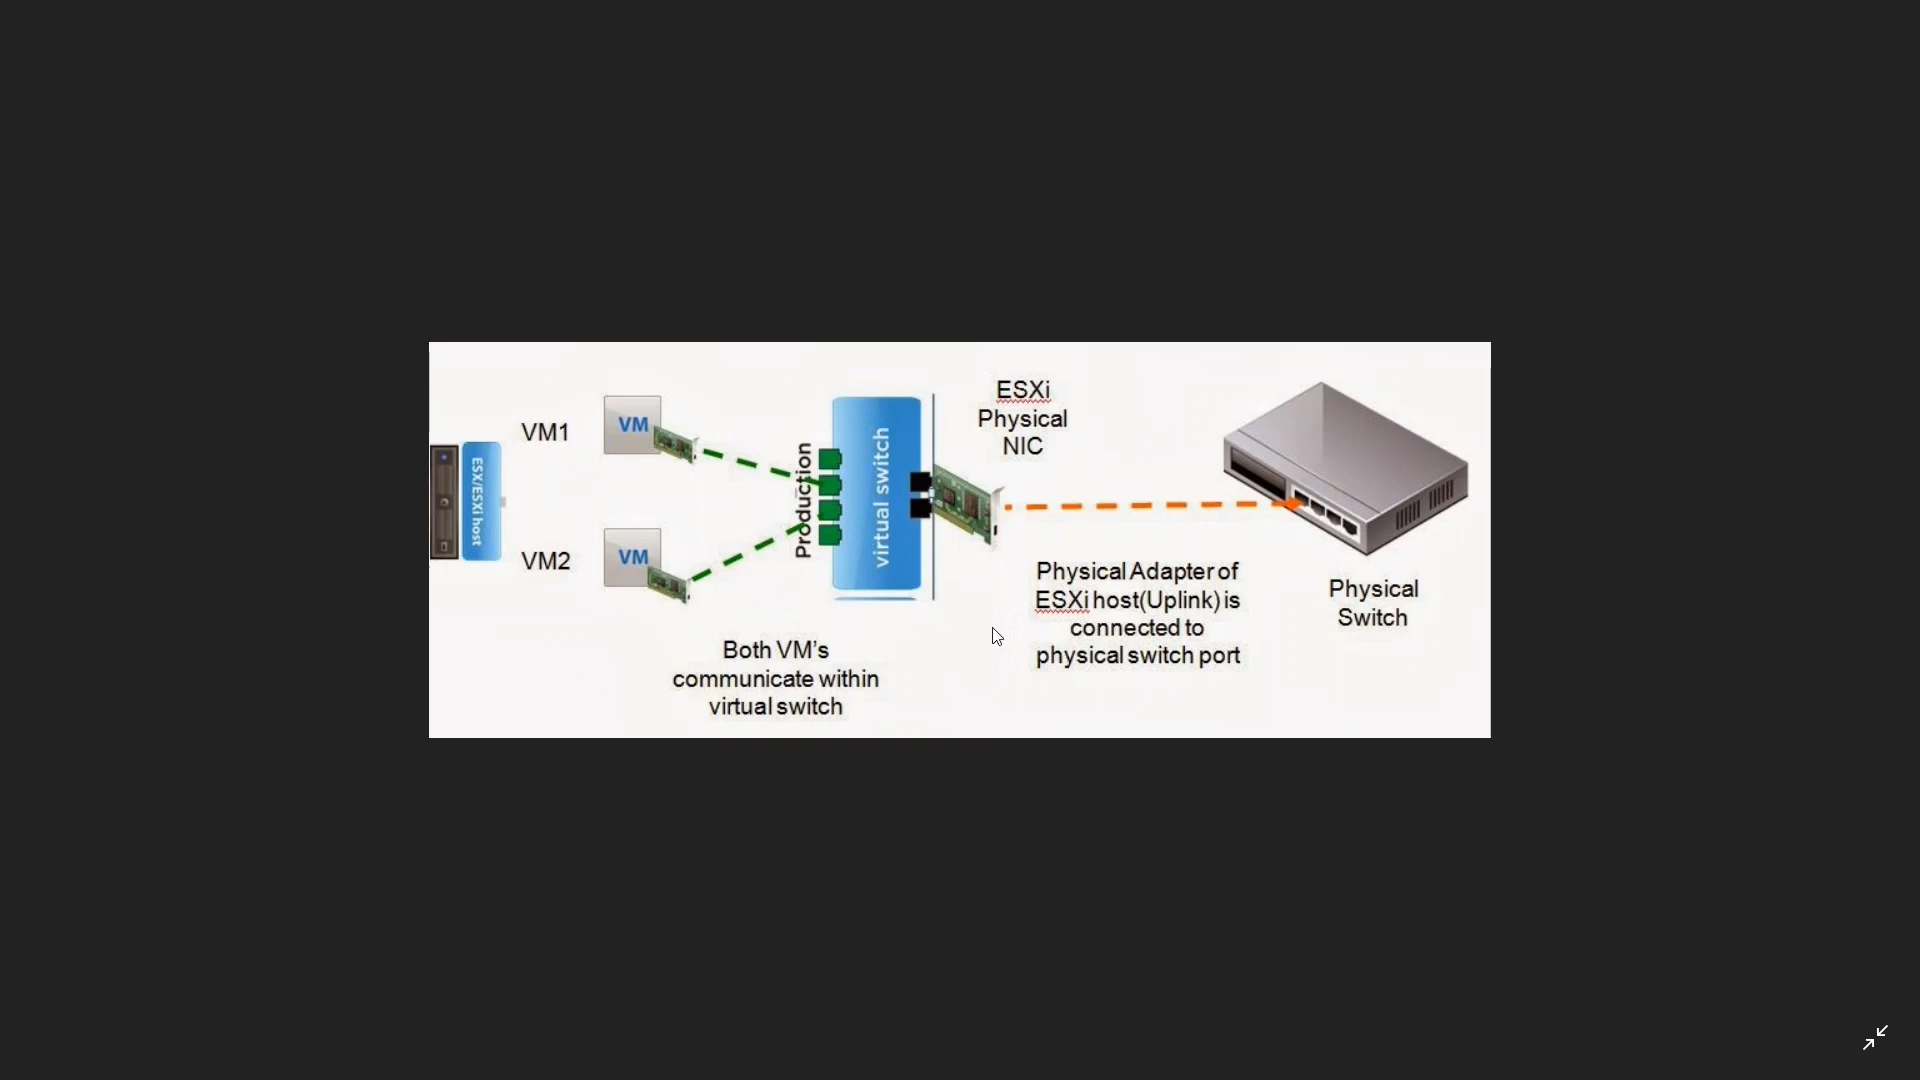 ESX/ESXi host
VM1
VM
VM2
VM
Production
virtual switch
Both VM's
communicate within
virtual switch
ESXi
Physical
NIC
Physical Adapter of
ESXi host(Uplink) is
connected to
physical switch port
Physical
Switch